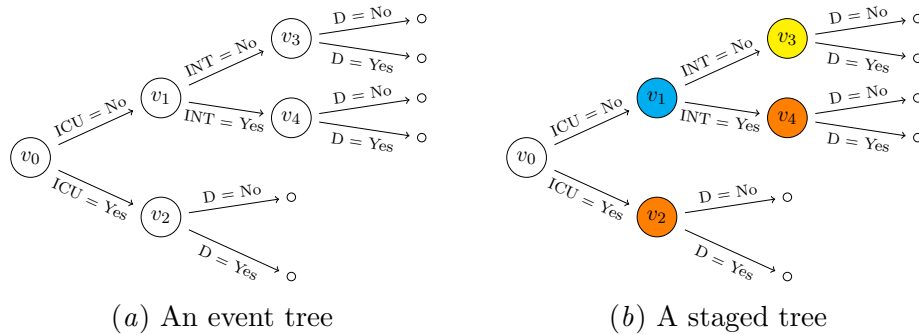 D = No
D = Yes
INT = No
v3
D = No
D = Yes
INT = Yes
v4
ICU = No
v1
v0
ICU = Yes
v2
D = No
D = Yes
(a) An event tree
D = No
D = Yes
INT = No
v3
D = No
D = Yes
INT = Yes
v4
ICU = No
v1
v0
ICU = Yes
v2
D = No
D = Yes
(b) A staged tree